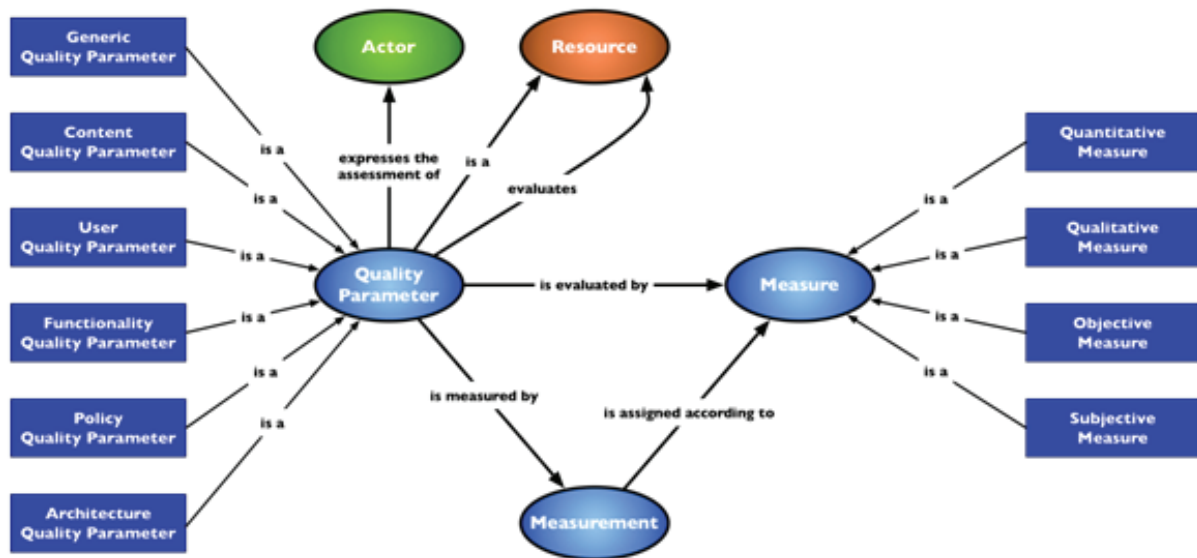 Generic
Quality Parameter
Actor
Resource
Content
Quality Parameter
Quantitative
Measure
is a
expresses the
assessment of
is a
evaluates
is a
is a
User
Quality Parameter
is a
Qualitative
Measure
is a
Quality
Parameter
is evaluated by
Measure
Functionality
Quality Parameter
is a
Objective
Measure
is a
is a
is a
Policy
Quality Parameter
is measured by
is assigned according to
Subjective
Measure
is a
Architecture
Quality Parameter
Measurement